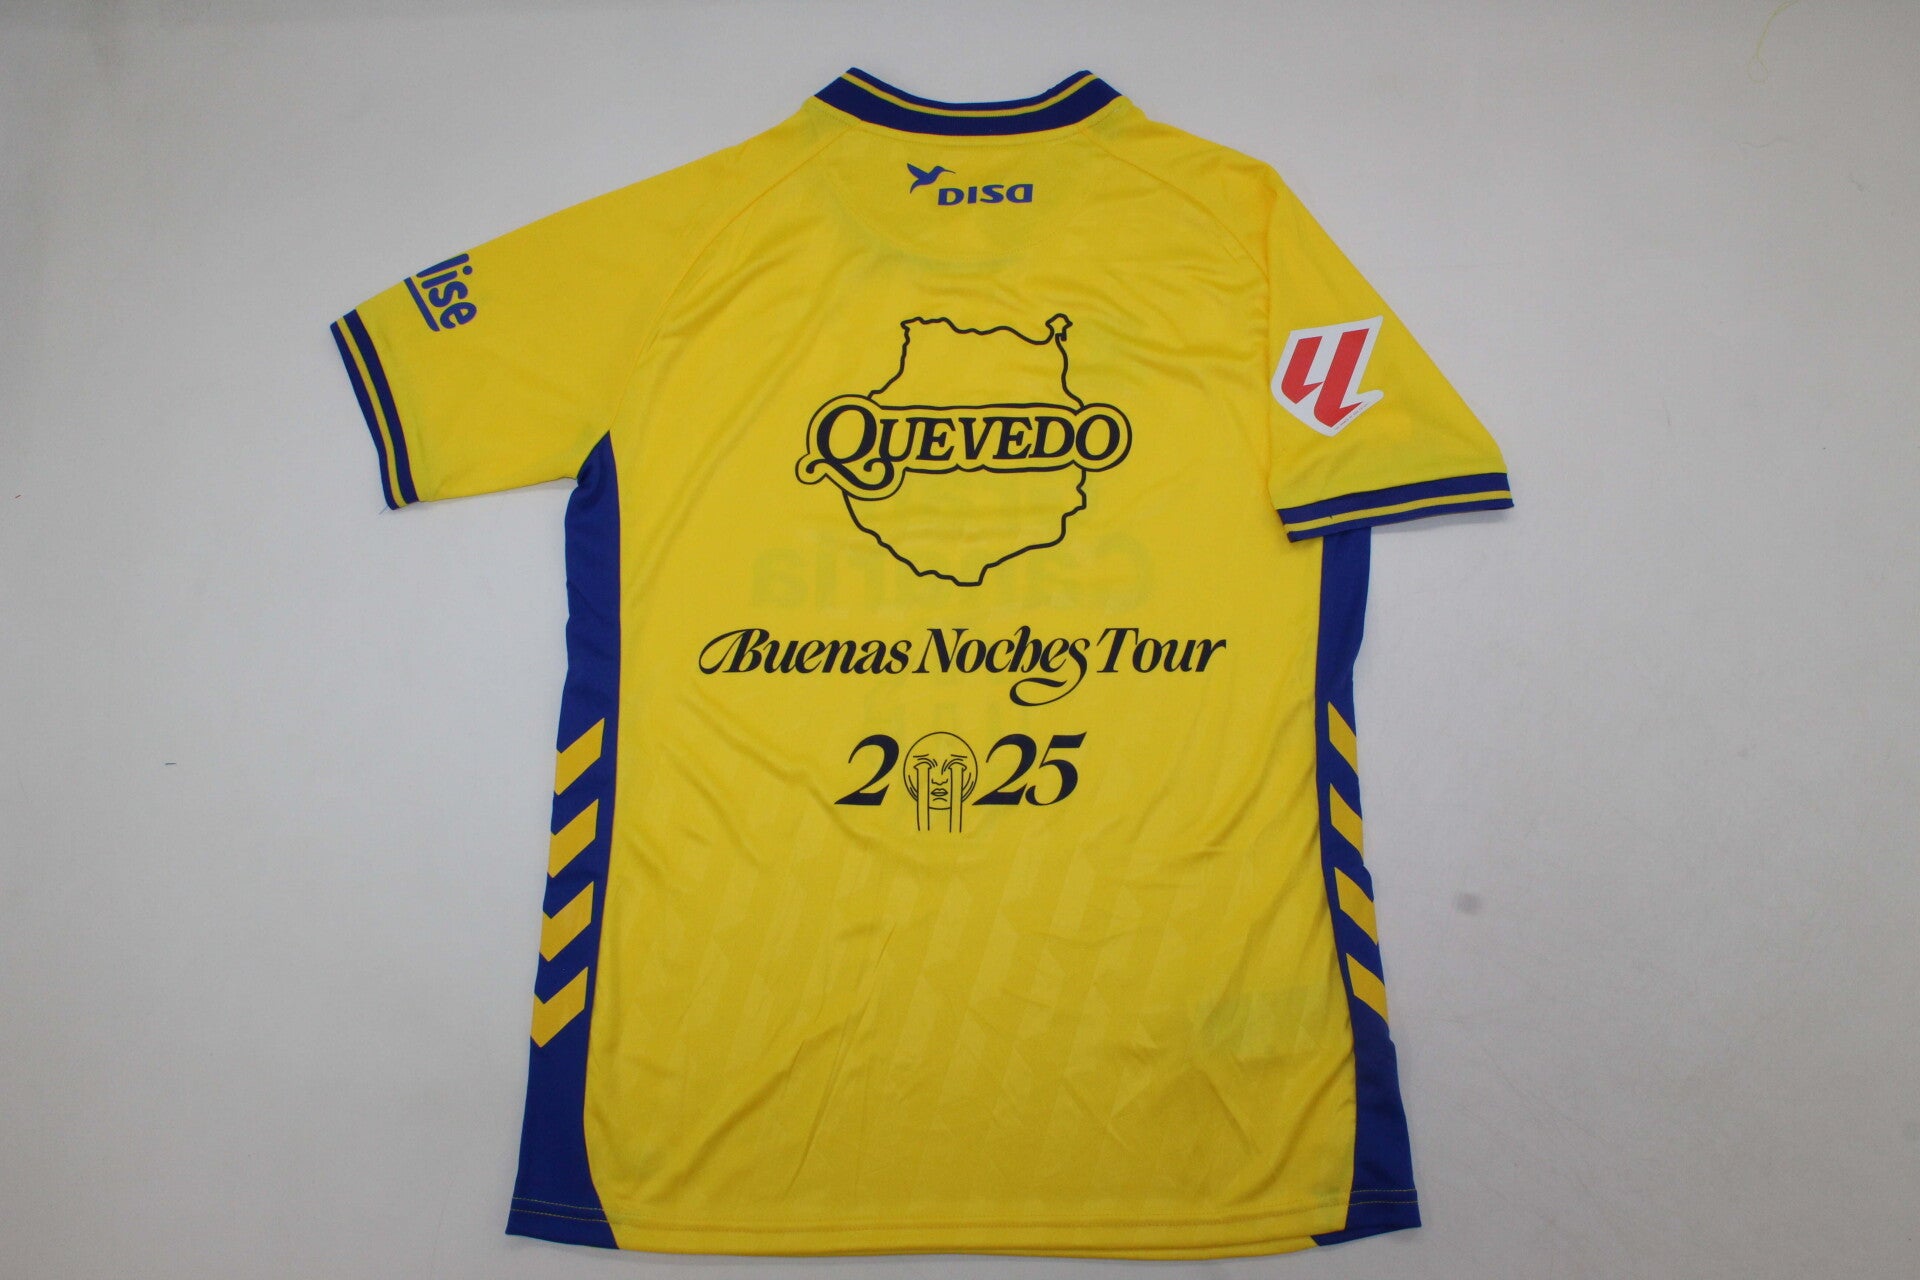 DISA
QUEVEDO
Buenas Noches Tour
2025